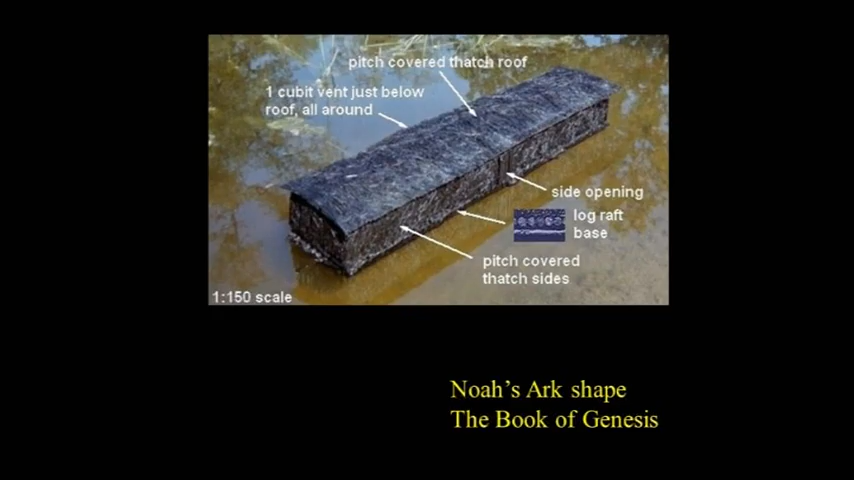 pitch covered thatch roof
1 cubit vent just below
roof, all around
side opening
log raft
base
pitch covered
thatch sides
1:150 scale
Noah's Ark shape
The Book of Genesis